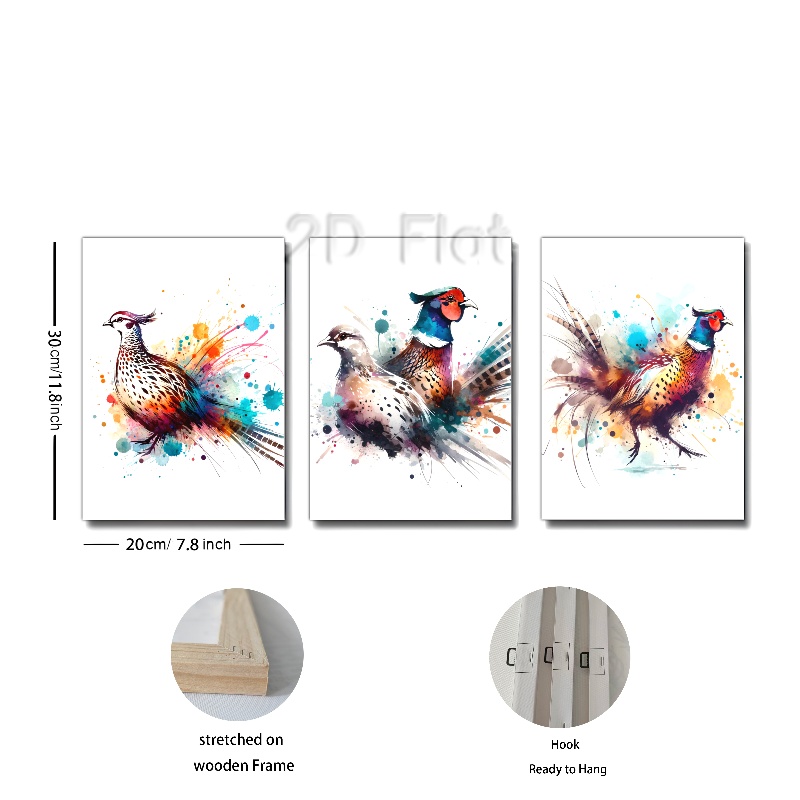 2D Flat
30cm/11.8inch
20cm/ 7.8 inch
stretched on
wooden Frame
Hook
Ready to Hang